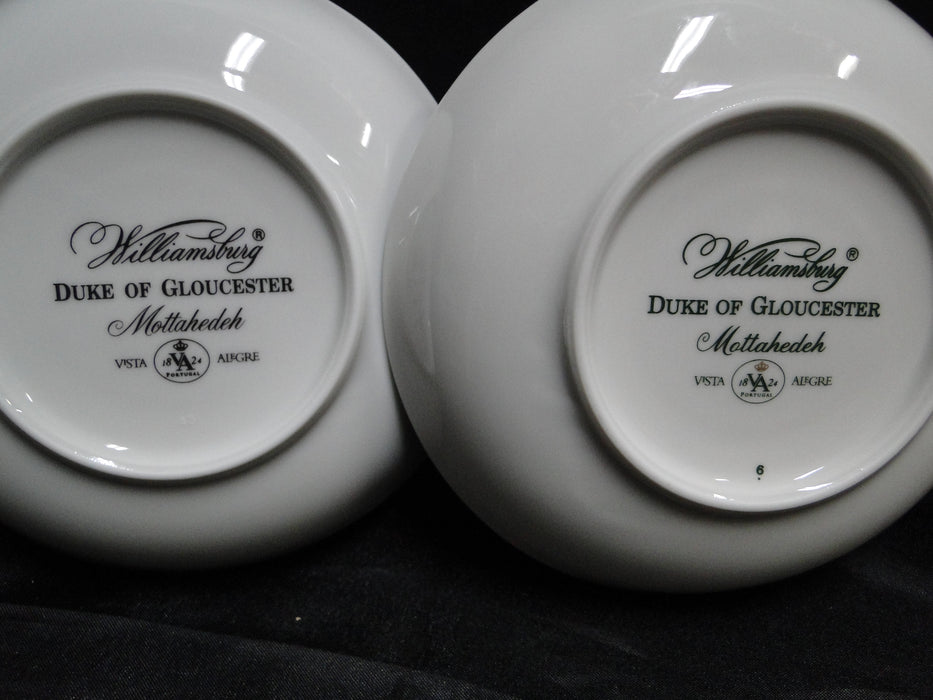 Williamsburg®
DUKE OF GLOUCESTER
Mottahedeh
VISTA 18 VA 24 ALEGRE
PORTUGAL
Williamsburg®
DUKE OF GLOUCESTER
Mottahedeh
VISTA 18 VA 24 ALEGRE
PORTUGAL
6